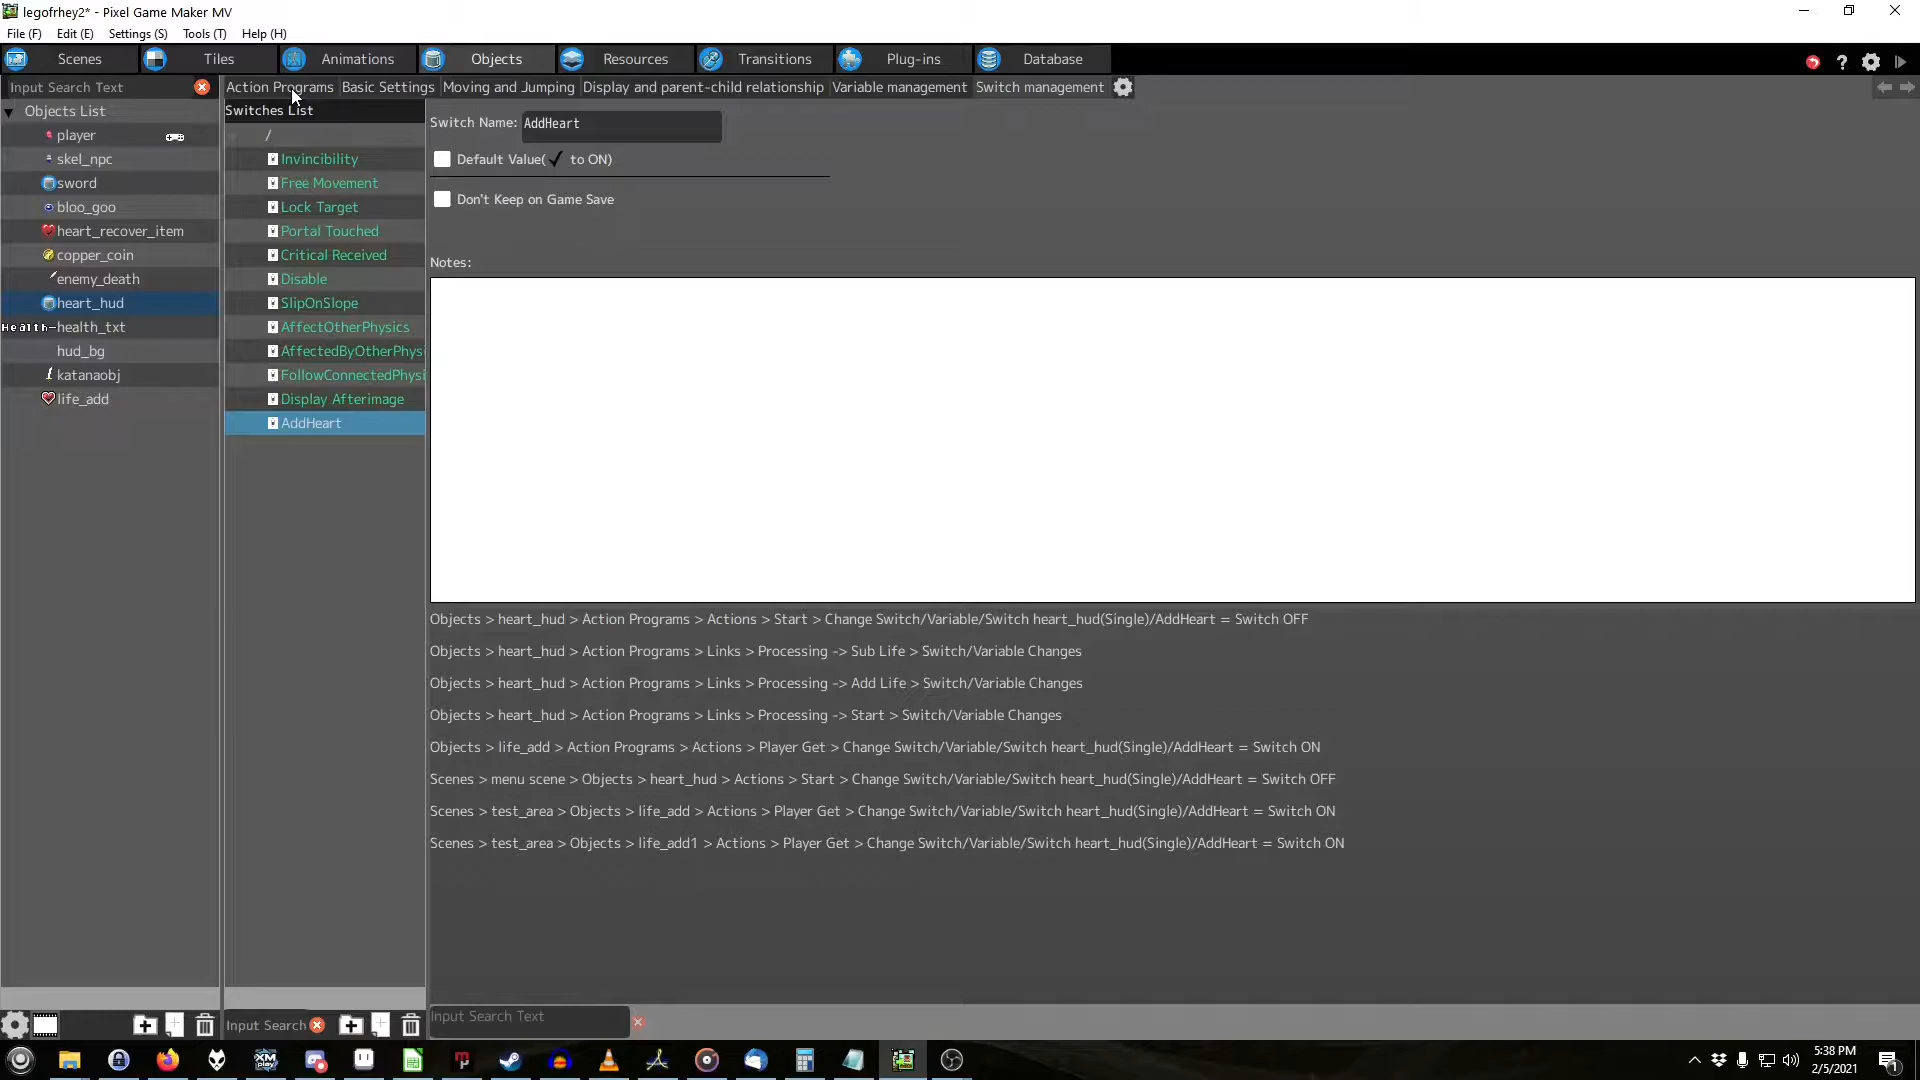 legofrhey2* - Pixel Game Maker MV
File (F) Edit (E) Settings (S) Tools (T) Help (H)
Scenes Tiles Animations Objects Resources Transitions Plug-ins Database
Input Search Text Action Programs Basic Settings Moving and Jumping Display and parent-child relationship Variable management Switch management
Objects List
player
skel_npc
sword
bloo_goo
heart_recover_item
copper_coin
enemy_death
heart_hud
Health- health_txt
hud_bg
katanaobj
life_add
Switches List
/
Invincibility
Free Movement
Lock Target
Portal Touched
Critical Received
Disable
SlipOnSlope
AffectOtherPhysics
AffectedByOtherPhysi
FollowConnectedPhysi
Display Afterimage
AddHeart
Switch Name: AddHeart
Default Value(✓ to ON)
Don't Keep on Game Save
Notes:
Objects > heart_hud > Action Programs > Actions > Start > Change Switch/Variable/Switch heart_hud(Single)/AddHeart = Switch OFF
Objects > heart_hud > Action Programs > Links > Processing -> Sub Life > Switch/Variable Changes
Objects > heart_hud > Action Programs > Links > Processing -> Add Life > Switch/Variable Changes
Objects > heart_hud > Action Programs > Links > Processing -> Start > Switch/Variable Changes
Objects > life_add > Action Programs > Actions > Player Get > Change Switch/Variable/Switch heart_hud(Single)/AddHeart = Switch ON
Scenes > menu scene > Objects > heart_hud > Actions > Start > Change Switch/Variable/Switch heart_hud(Single)/AddHeart = Switch OFF
Scenes > test_area > Objects > life_add > Actions > Player Get > Change Switch/Variable/Switch heart_hud(Single)/AddHeart = Switch ON
Scenes > test_area > Objects > life_add1 > Actions > Player Get > Change Switch/Variable/Switch heart_hud(Single)/AddHeart = Switch ON
Input Search
Input Search Text
5:38 PM
2/5/2021
1